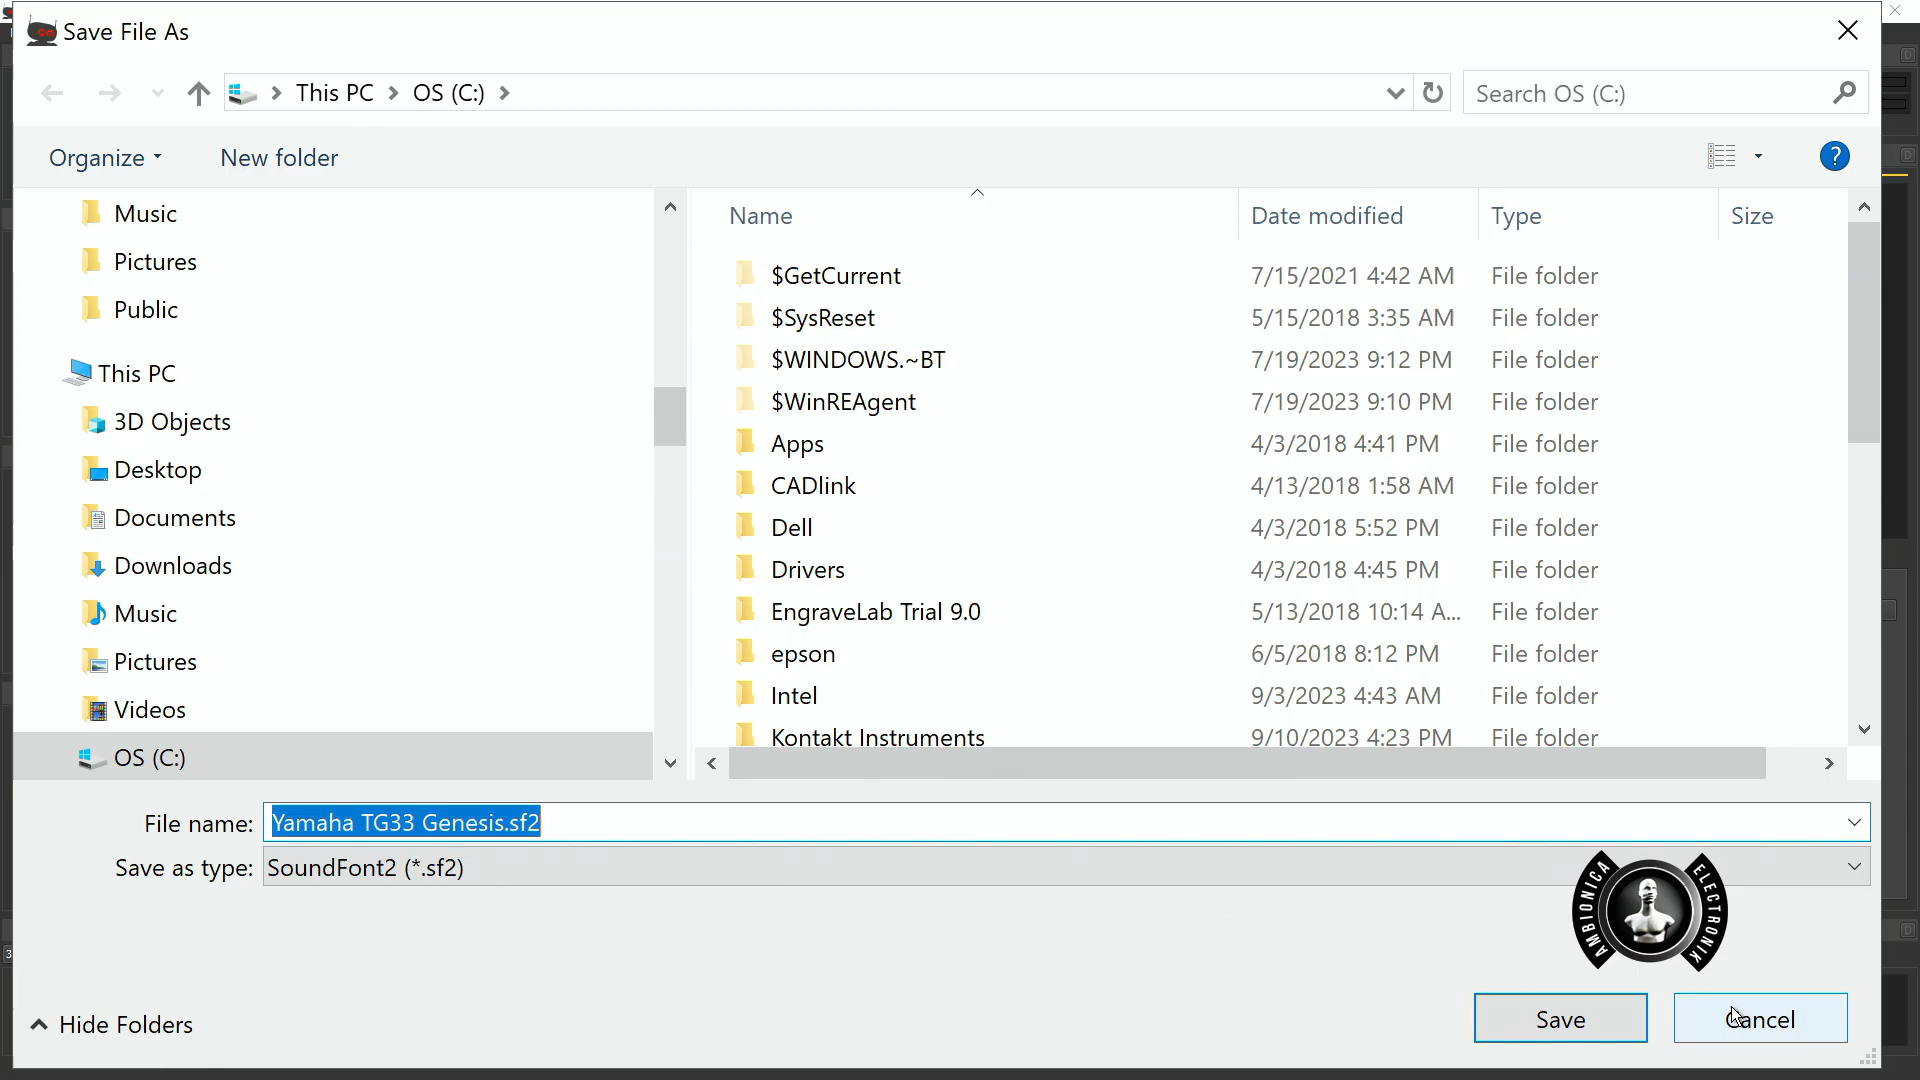 Save File As
This PC
OS (C:)
Search OS (C:)
Organize
New folder
?
Music
Pictures
Public
This PC
3D Objects
Desktop
Documents
Downloads
Music
Pictures
Videos
OS (C:)
Name Date modified Type Size
$GetCurrent 7/15/2021 4:42 AM File folder
$SysReset 5/15/2018 3:35 AM File folder
$WINDOWS.~BT 7/19/2023 9:12 PM File folder
$WinREAgent 7/19/2023 9:10 PM File folder
Apps 4/3/2018 4:41 PM File folder
CADlink 4/13/2018 1:58 AM File folder
Dell 4/3/2018 5:52 PM File folder
Drivers 4/3/2018 4:45 PM File folder
EngraveLab Trial 9.0 5/13/2018 10:14 A... File folder
epson 6/5/2018 8:12 PM File folder
Intel 9/3/2023 4:43 AM File folder
Kontakt Instruments 9/10/2023 4:23 PM File folder
File name: Yamaha TG33 Genesis.sf2
Save as type: SoundFont2 (*.sf2)
AMBIONICA ELECTRONIK
Hide Folders
Save
Cancel